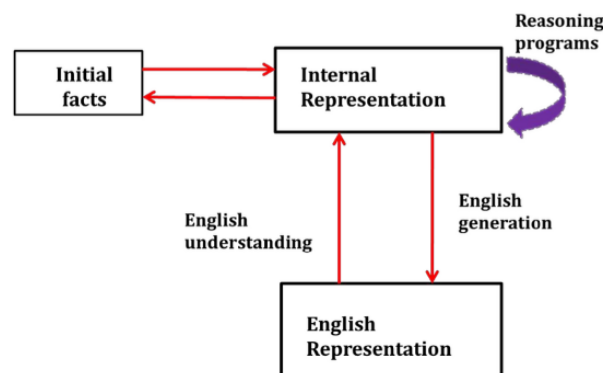 Reasoning
programs
Initial
facts
Internal
Representation
English
understanding
English
generation
English
Representation